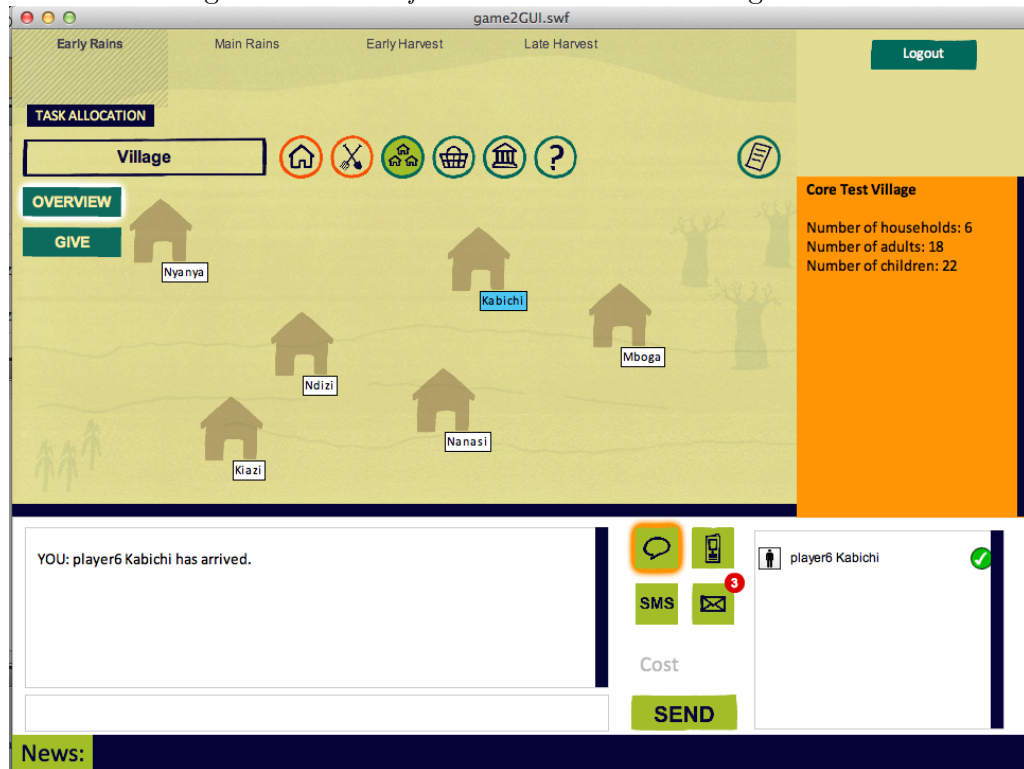 game2GUI.swf
Early Rains
Main Rains
Early Harvest
Late Harvest
Logout
TASK ALLOCATION
Village
?
OVERVIEW
GIVE
Nyanya
Kabichi
Mboga
Ndizi
Nanasi
Kiazi
Core Test Village
Number of households: 6
Number of adults: 18
Number of children: 22
YOU: player6 Kabichi has arrived.
SMS
3
Cost
SEND
player6 Kabichi
News: